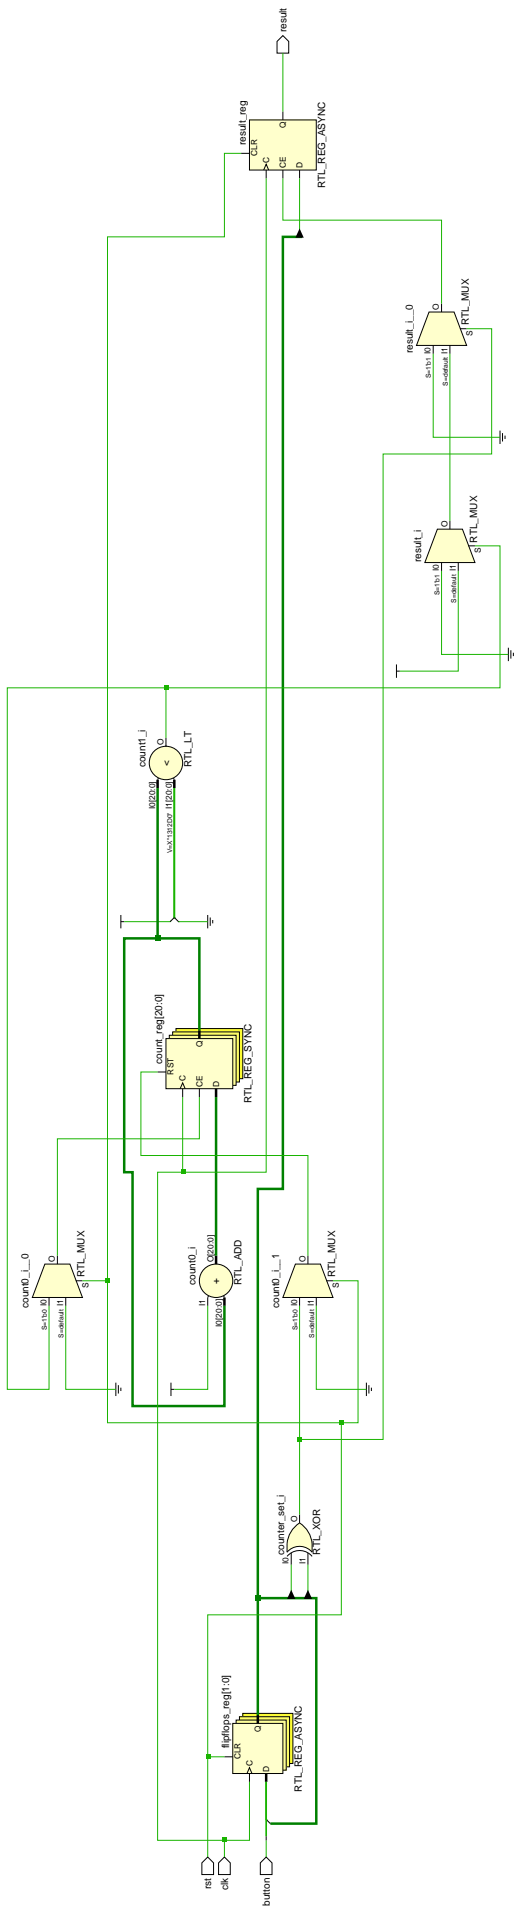 rst
clk
button
flipflops_reg[1:0]
CLR
C
D
Q
RTL_REG_ASYNC
counter_set_i
I0
I1
O
RTL_XOR
count0_i__0
S=1'b0 I0
S=default I1
O
S
RTL_MUX
count0_i
I1
I0[20:0]
O[20:0]
+
RTL_ADD
count0_i__1
S=1'b0 I0
S=default I1
O
S
RTL_MUX
count_reg[20:0]
RST
C
CE
D
Q
RTL_REG_SYNC
count1_i
I0[20:0]
I1[20:0]
O
<
RTL_LT
result_i
S=1'b1 I0
S=default I1
O
S
RTL_MUX
result_i__0
S=1'b1 I0
S=default I1
O
S
RTL_MUX
result_reg
CLR
C
CE
D
Q
RTL_REG_ASYNC
result